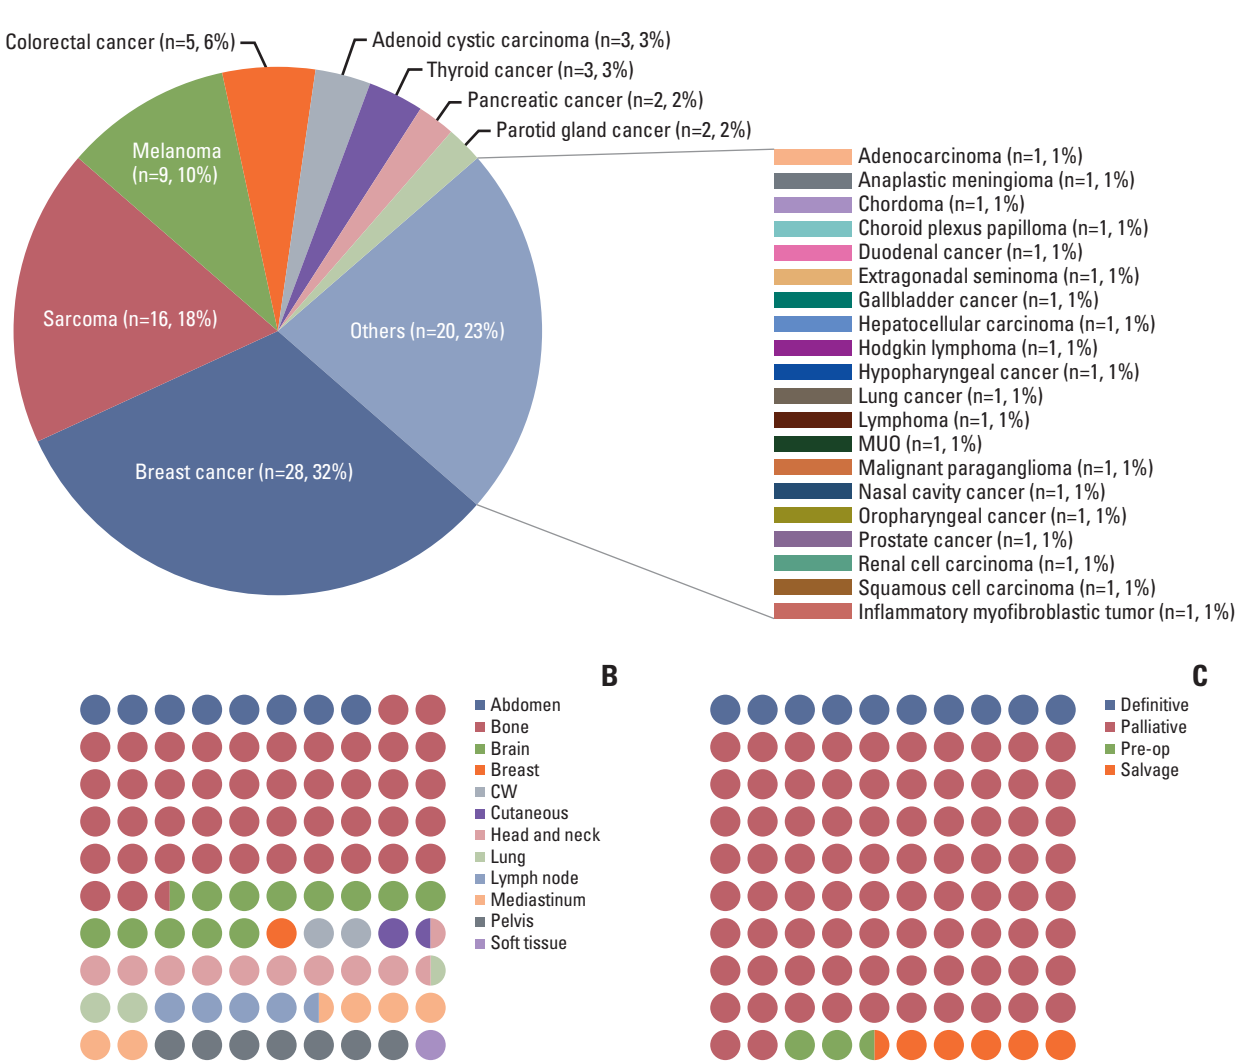 Colorectal cancer (n=5, 6%)
Adenoid cystic carcinoma (n=3, 3%)
Thyroid cancer (n=3, 3%)
Pancreatic cancer (n=2, 2%)
Parotid gland cancer (n=2, 2%)
Melanoma
(n=9, 10%)
Sarcoma (n=16, 18%)
Others (n=20, 23%)
Breast cancer (n=28, 32%)
Adenocarcinoma (n=1, 1%)
Anaplastic meningioma (n=1, 1%)
Chordoma (n=1, 1%)
Choroid plexus papilloma (n=1, 1%)
Duodenal cancer (n=1, 1%)
Extragonadal seminoma (n=1, 1%)
Gallbladder cancer (n=1, 1%)
Hepatocellular carcinoma (n=1, 1%)
Hodgkin lymphoma (n=1, 1%)
Hypopharyngeal cancer (n=1, 1%)
Lung cancer (n=1, 1%)
Lymphoma (n=1, 1%)
MUO (n=1, 1%)
Malignant paraganglioma (n=1, 1%)
Nasal cavity cancer (n=1, 1%)
Oropharyngeal cancer (n=1, 1%)
Prostate cancer (n=1, 1%)
Renal cell carcinoma (n=1, 1%)
Squamous cell carcinoma (n=1, 1%)
Inflammatory myofibroblastic tumor (n=1, 1%)
B
Abdomen
Bone
Brain
Breast
CW
Cutaneous
Head and neck
Lung
Lymph node
Mediastinum
Pelvis
Soft tissue
C
Definitive
Palliative
Pre-op
Salvage